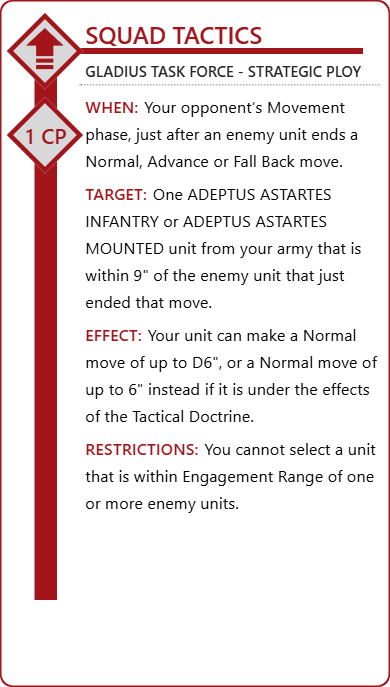 SQUAD TACTICS
GLADIUS TASK FORCE - STRATEGIC PLOY
1 CP
WHEN: Your opponent’s Movement
phase, just after an enemy unit ends a
Normal, Advance or Fall Back move.
TARGET: One ADEPTUS ASTARTES
INFANTRY or ADEPTUS ASTARTES
MOUNTED unit from your army that is
within 9" of the enemy unit that just
ended that move.
EFFECT: Your unit can make a Normal
move of up to D6", or a Normal move of
up to 6" instead if it is under the effects
of the Tactical Doctrine.
RESTRICTIONS: You cannot select a unit
that is within Engagement Range of one
or more enemy units.